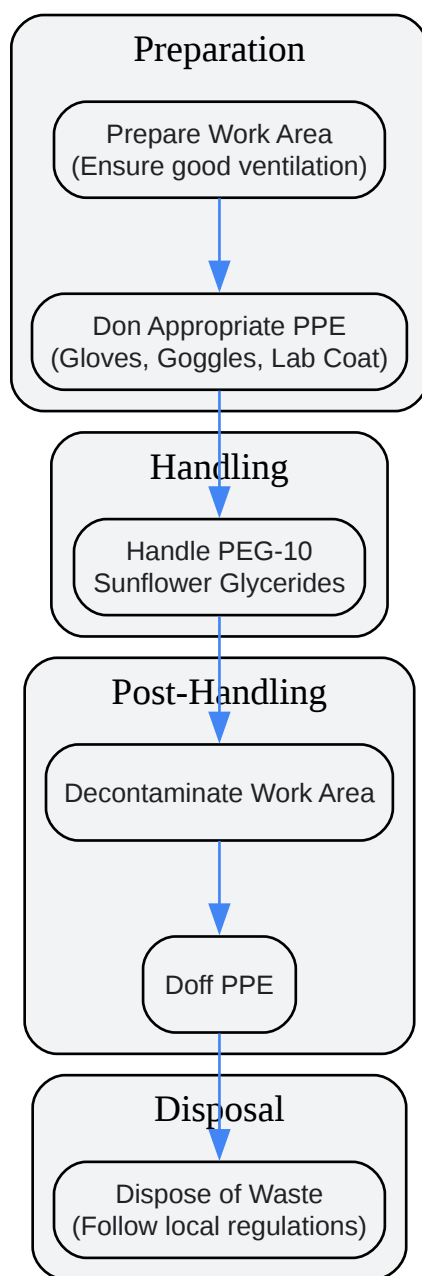 Preparation
Prepare Work Area
(Ensure good ventilation)
Don Appropriate PPE
(Gloves, Goggles, Lab Coat)
Handling
Handle PEG-10
Sunflower Glycerides
Post-Handling
Decontaminate Work Area
Doff PPE
Disposal
Dispose of Waste
(Follow local regulations)